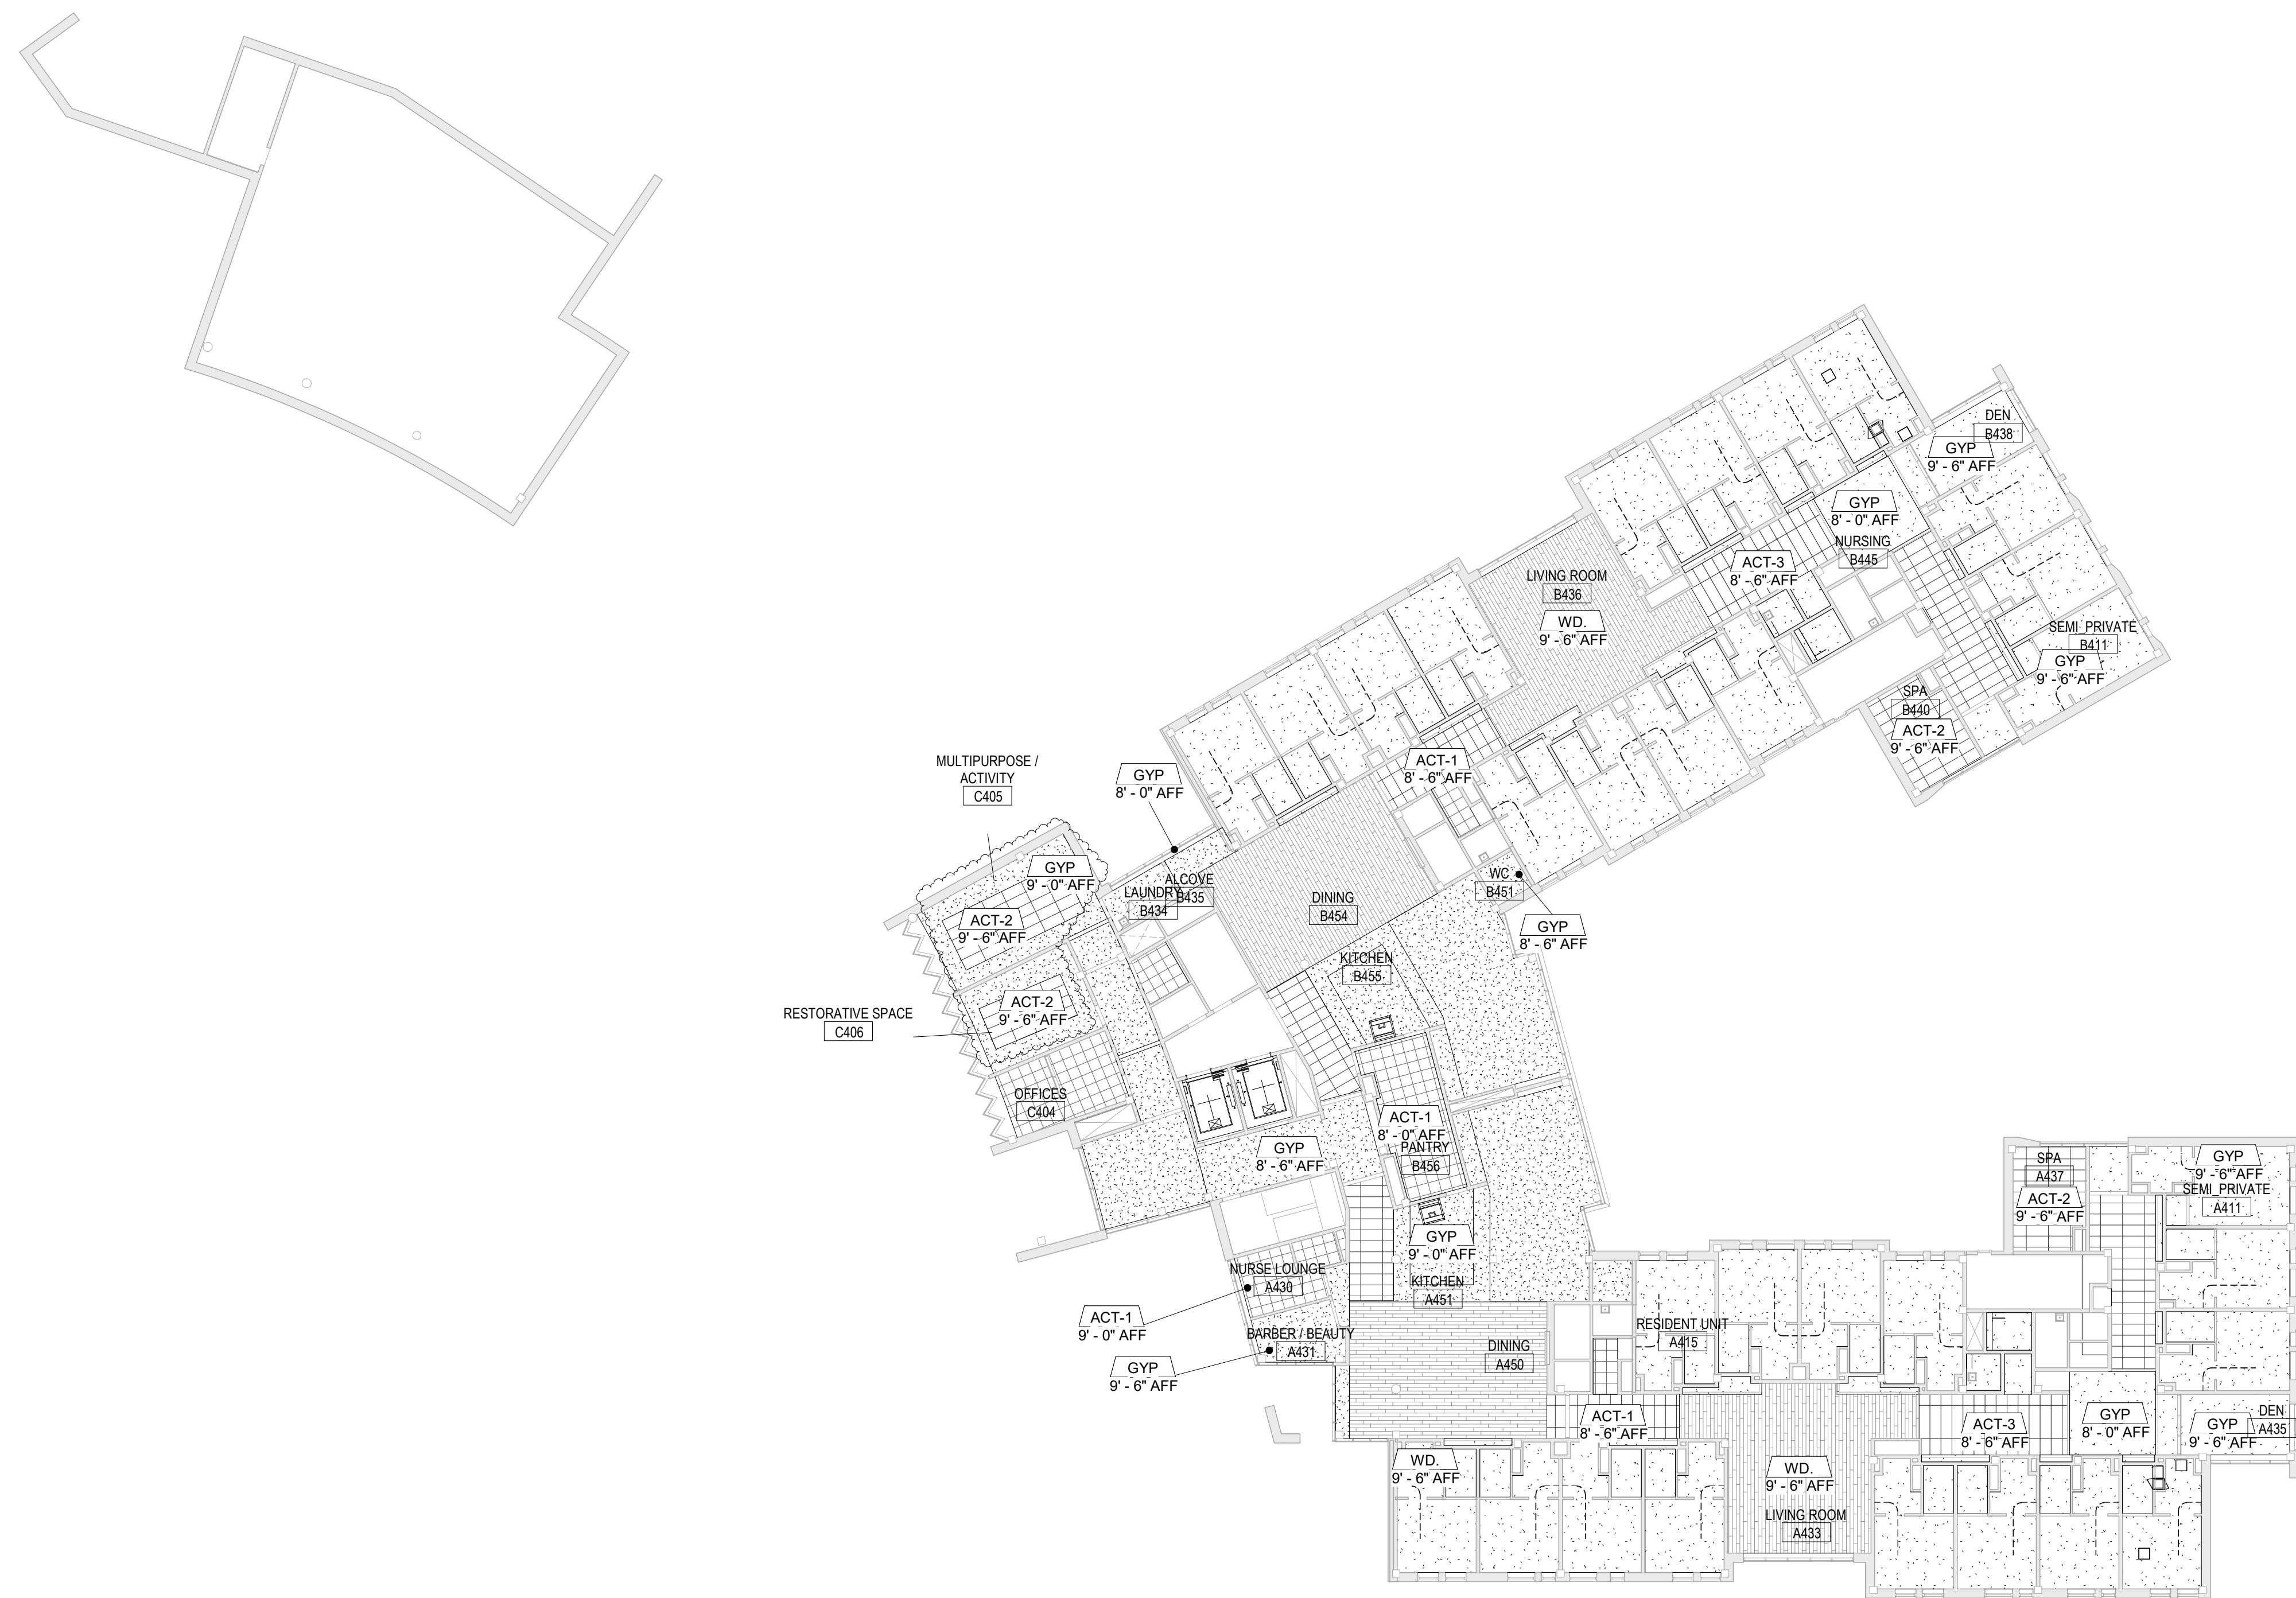 DEN
B438
GYP
9' - 6" AFF
GYP
8' - 0" AFF
NURSING
B445
ACT-3
8' - 6" AFF
LIVING ROOM
B436
WD.
9' - 6" AFF
SEMI_PRIVATE
B411
GYP
9' - 6" AFF
SPA
B440
ACT-2
9' - 6" AFF
MULTIPURPOSE /
ACTIVITY
C405
GYP
8' - 0" AFF
ACT-1
8' - 6" AFF
GYP
9' - 0" AFF
ACT-2
9' - 6" AFF
LAUNDRY
B434
ALCOVE
B435
DINING
B454
WC
B451
GYP
8' - 6" AFF
KITCHEN
B455
ACT-2
9' - 6" AFF
RESTORATIVE SPACE
C406
OFFICES
C404
ACT-1
8' - 0" AFF
PANTRY
B456
GYP
8' - 6" AFF
GYP
9' - 0" AFF
KITCHEN
A451
NURSE LOUNGE
A430
ACT-1
9' - 0" AFF
BARBER / BEAUTY
A431
GYP
9' - 6" AFF
DINING
A450
RESIDENT UNIT
A415
SPA
A437
ACT-2
9' - 6" AFF
GYP
9' - 6" AFF
SEMI_PRIVATE
A411
ACT-1
8' - 6" AFF
ACT-3
8' - 6" AFF
GYP
8' - 0" AFF
GYP
9' - 6" AFF
DEN
A435
WD.
9' - 6" AFF
WD.
9' - 6" AFF
LIVING ROOM
A433